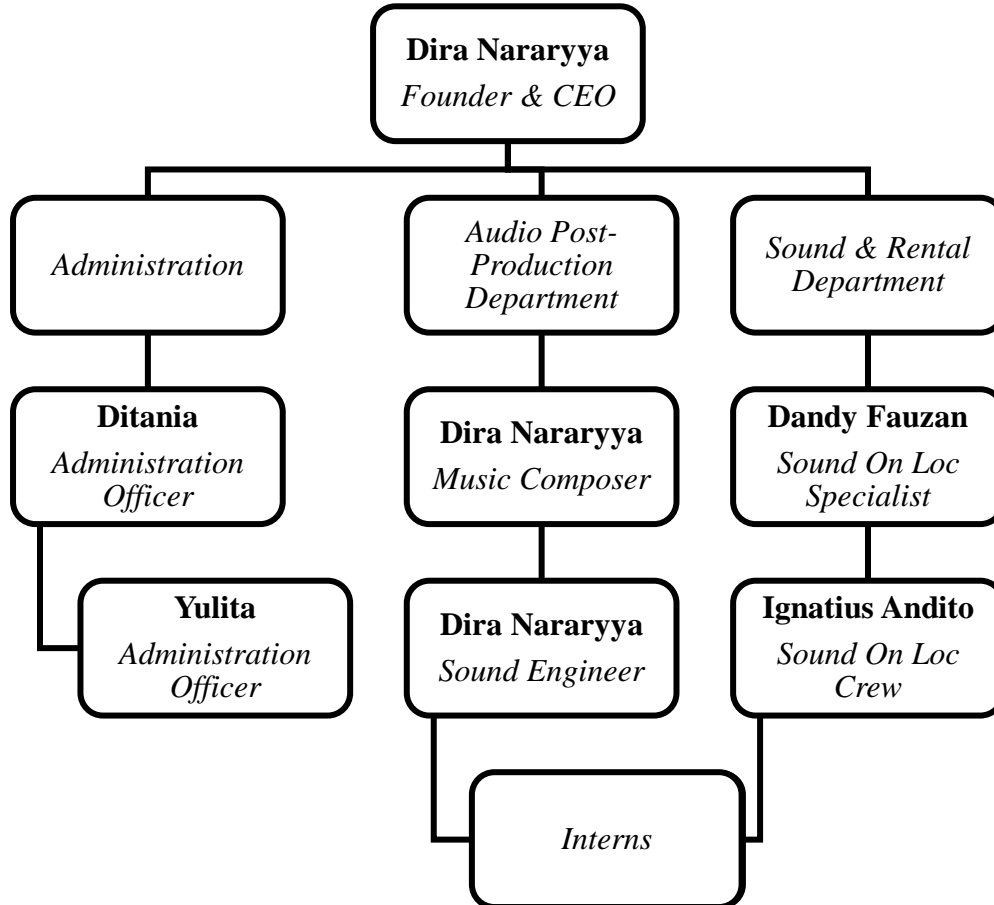 Dira Nararyya
Founder & CEO
Administration
Audio Post-
Production
Department
Sound & Rental
Department
Ditania
Administration
Officer
Dira Nararyya
Music Composer
Dandy Fauzan
Sound On Loc
Specialist
Yulita
Administration
Officer
Dira Nararyya
Sound Engineer
Ignatius Andito
Sound On Loc
Crew
Interns